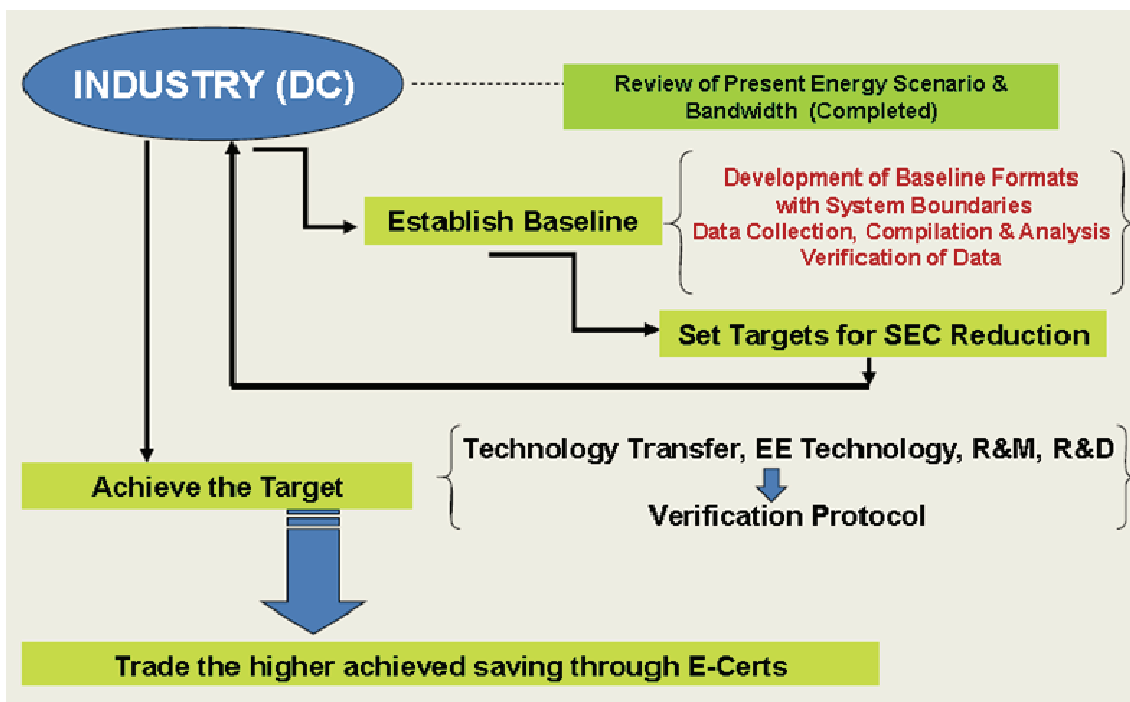 INDUSTRY (DC)
Review of Present Energy Scenario &
Bandwidth (Completed)
Establish Baseline
Development of Baseline Formats
with System Boundaries
Data Collection, Compilation & Analysis
Verification of Data
Set Targets for SEC Reduction
Technology Transfer, EE Technology, R&M, R&D
Verification Protocol
Achieve the Target
Trade the higher achieved saving through E-Certs